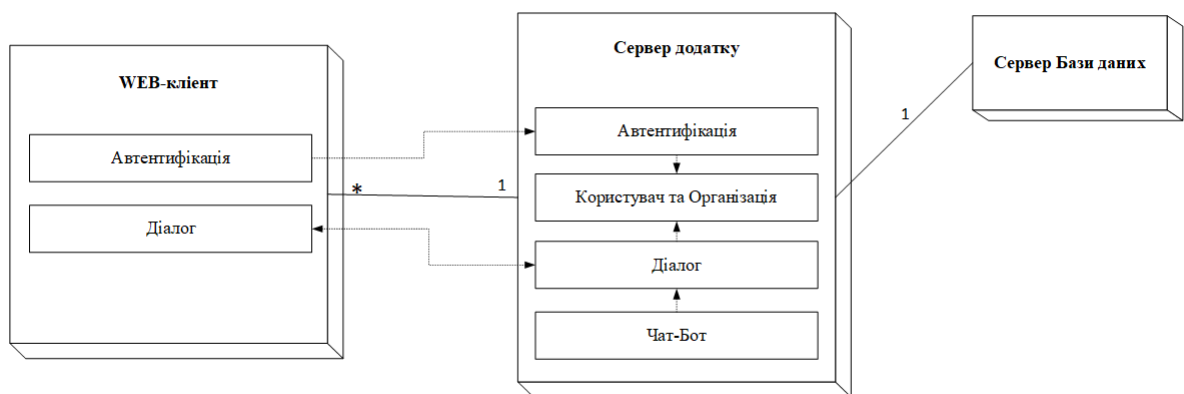 WEB-клієнт
Автентифікація
Діалог
*
1
Сервер додатку
Автентифікація
Користувач та Організація
Діалог
Чат-Бот
1
Сервер Бази даних